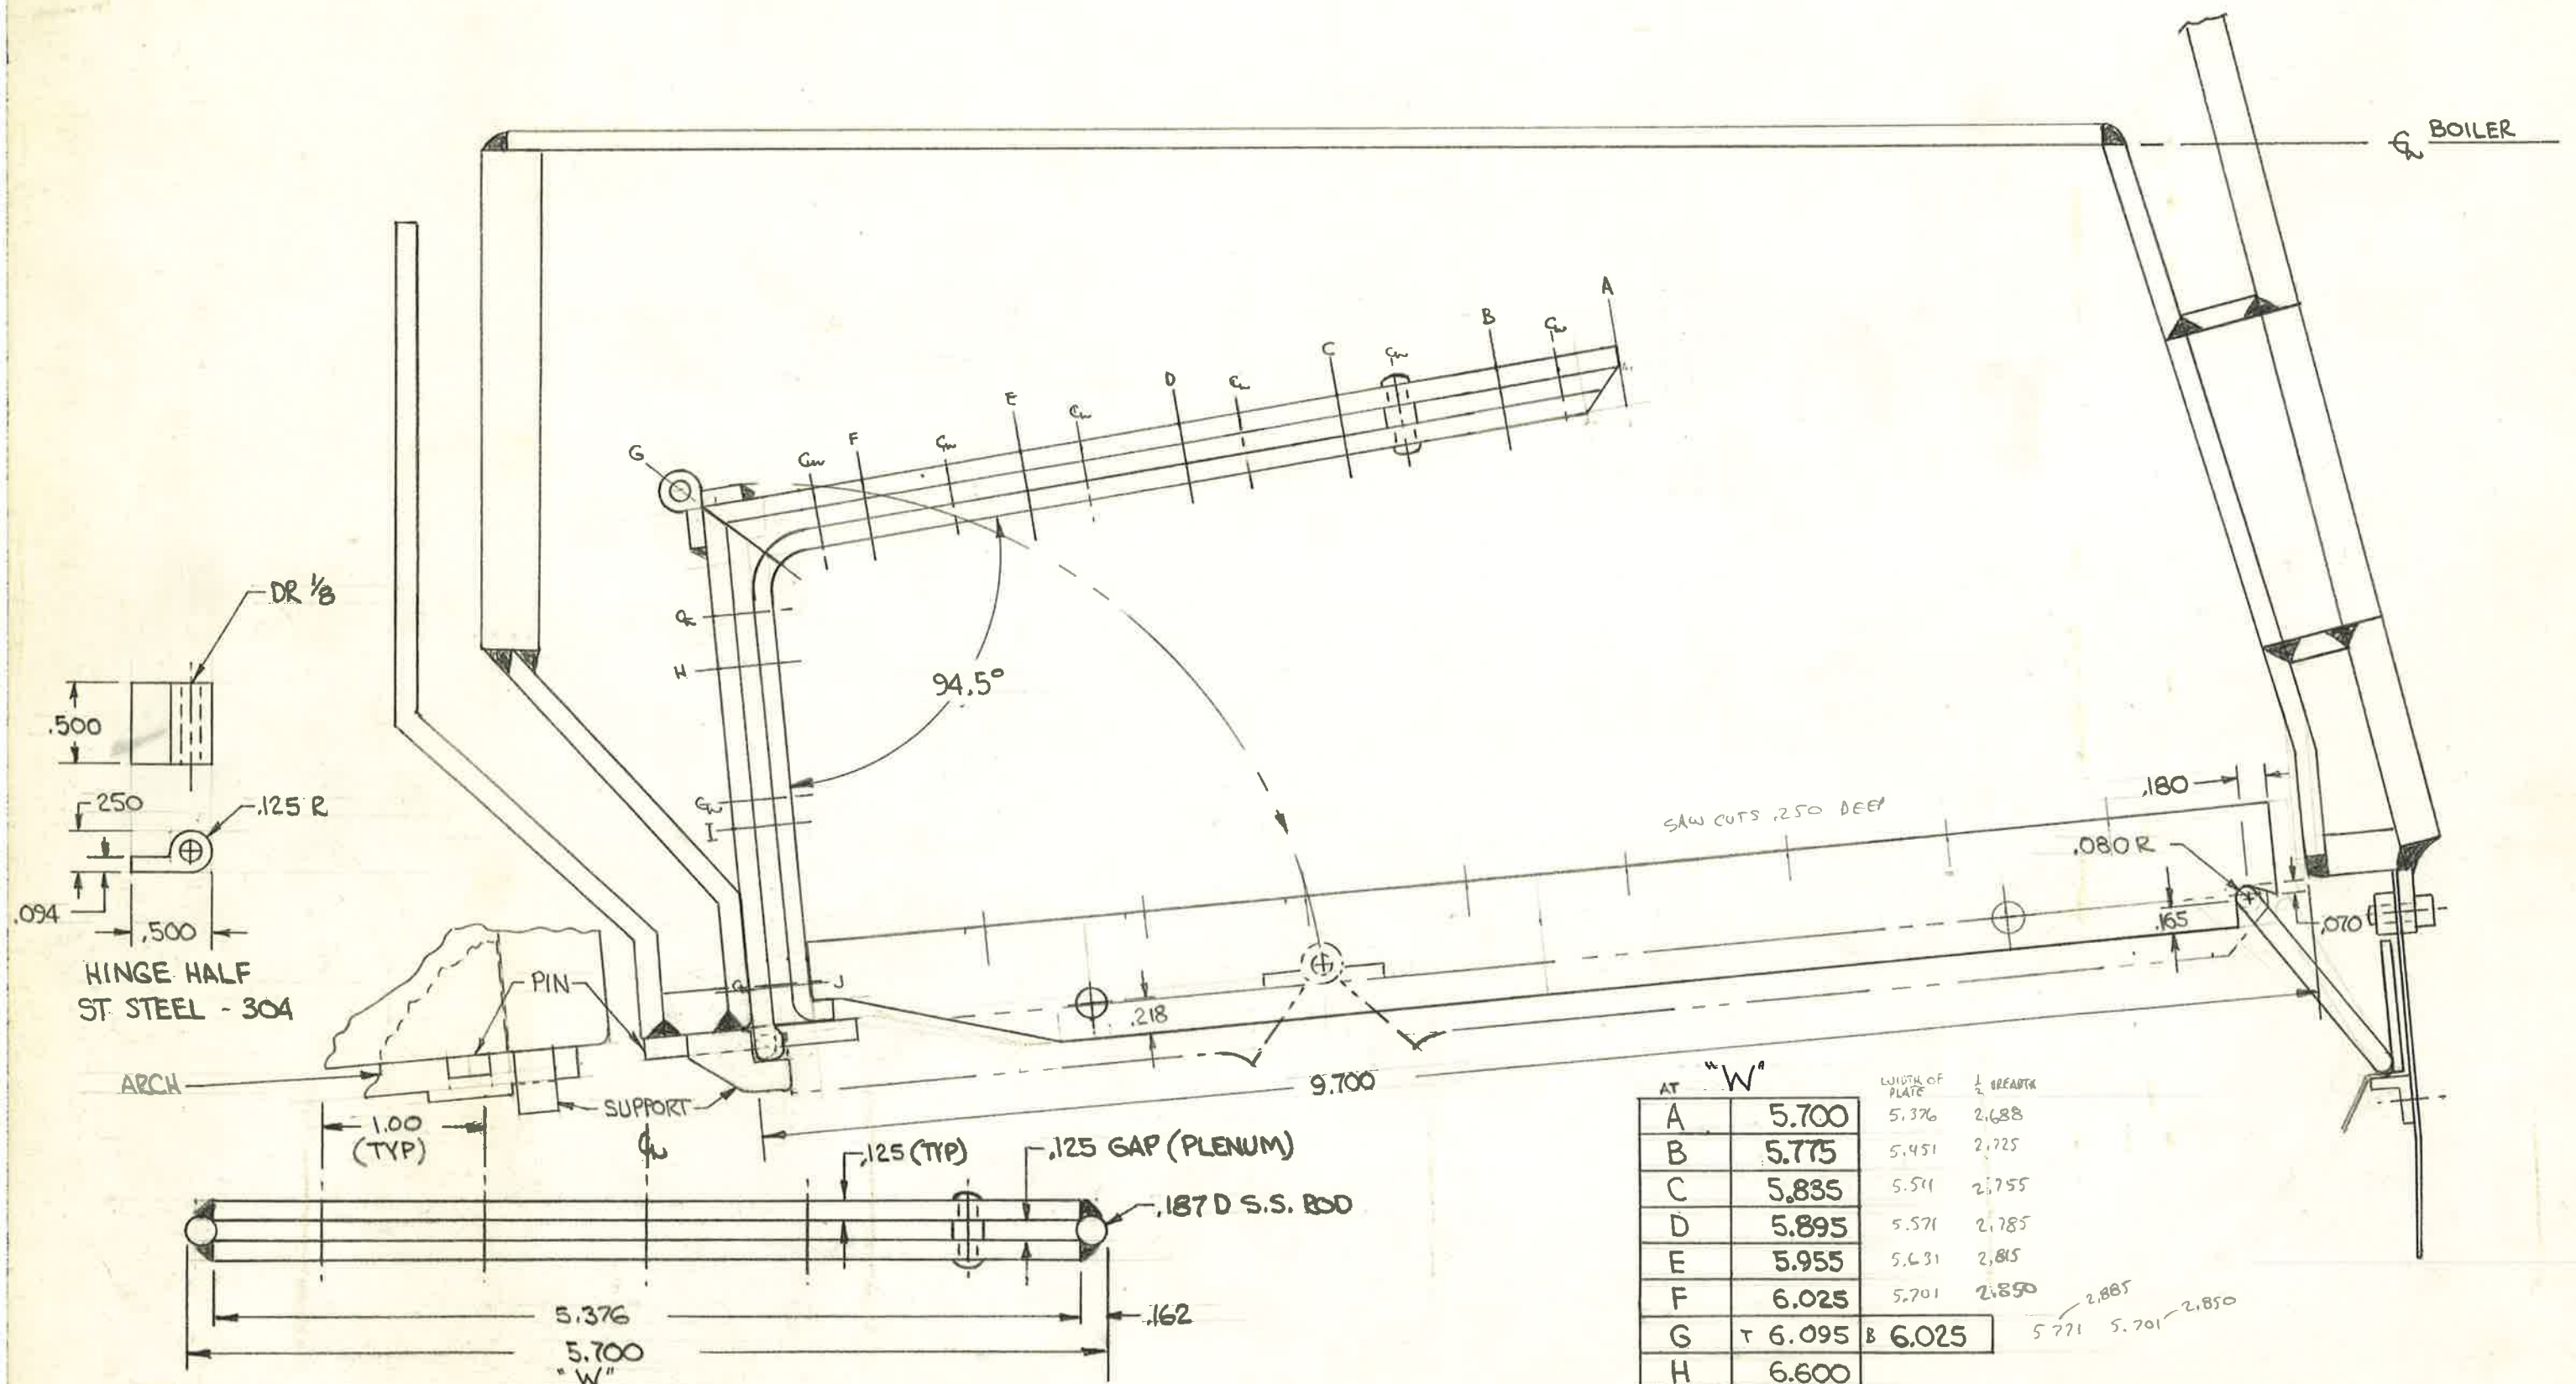 ℄ BOILER
A
℄
B
℄
C
℄
D
℄
E
℄
F
℄
G
℄
H
94.5°
℄
I
℄
J
DR 1/8
.500
.250
.125 R
.094
.500
HINGE HALF
ST STEEL - 304
PIN
ARCH
SUPPORT
1.00
(TYP)
℄
.218
9.700
SAW CUTS .250 DEEP
.180
.080 R
.165
.070
.125 (TYP)
.125 GAP (PLENUM)
.187 D S.S. ROD
5.376
.162
5.700
"W"
AT "W" WIDTH OF PLATE 1/2 BREADTH
A 5.700 5.376 2.688
B 5.775 5.451 2.725
C 5.835 5.511 2.755
D 5.895 5.571 2.785
E 5.955 5.631 2.815
F 6.025 5.701 2.850
G T 6.095 B 6.025 5.771 2.885 5.701 2.850
H 6.600